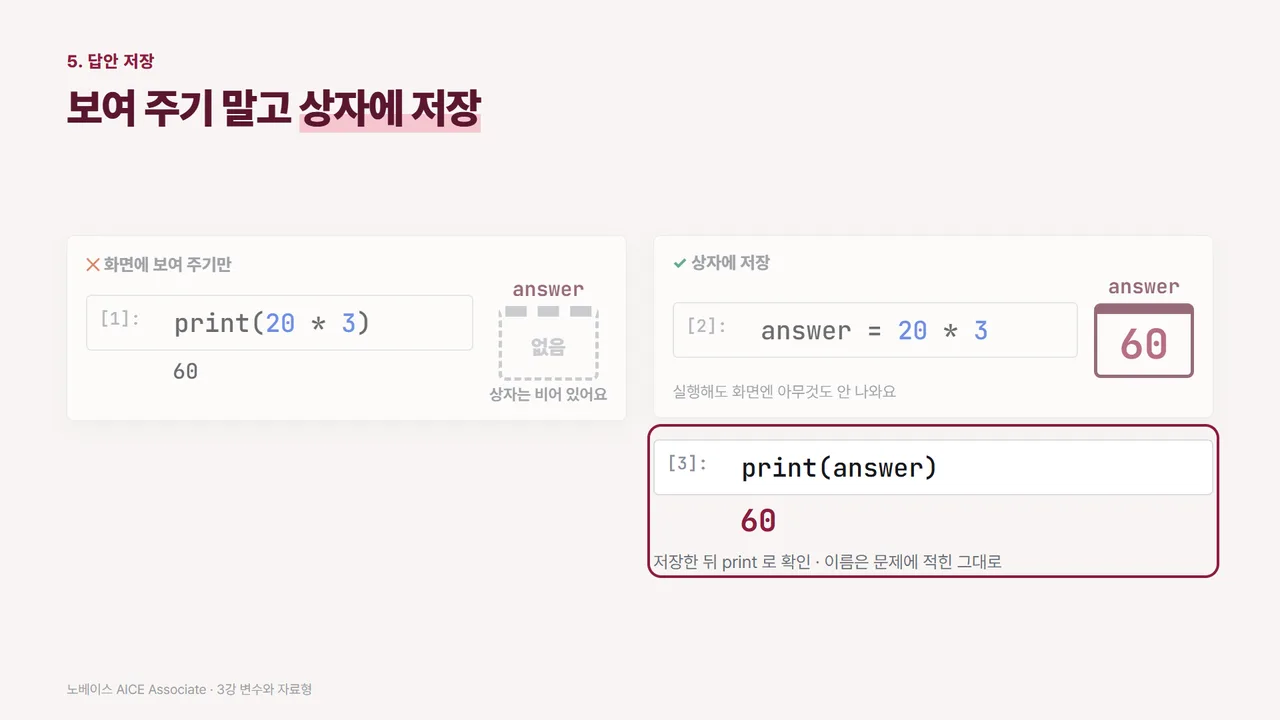 5. 답안 저장
보여 주기 말고 상자에 저장
화면에 보여 주기만
[1]: print(20 * 3)
60
answer
없음
상자는 비어 있어요
상자에 저장
[2]: answer = 20 * 3
answer
60
실행해도 화면엔 아무것도 안 나와요
[3]: print(answer)
60
저장한 뒤 print 로 확인 · 이름은 문제에 적힌 그대로
노베이스 AICE Associate · 3강 변수와 자료형